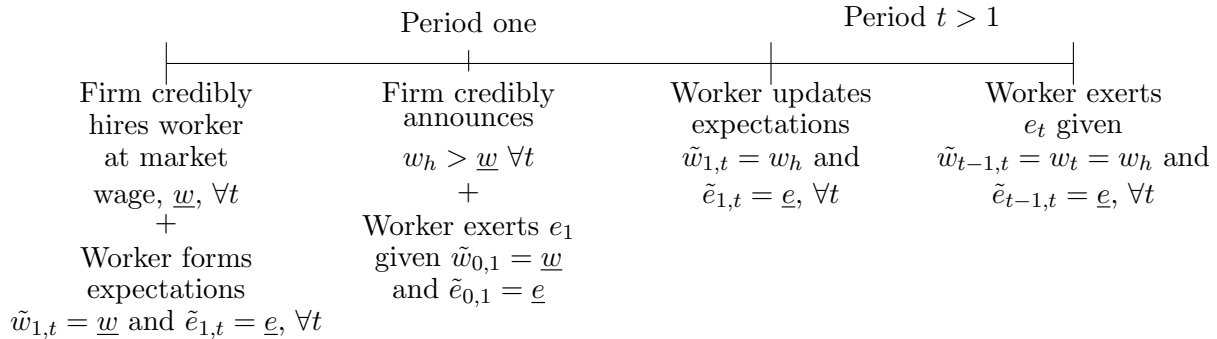 Period one
Period t > 1
Firm credibly
hires worker
at market
wage, w̲, ∀t
+
Worker forms
expectations
w̃₁,ₜ = w̲ and ẽ₁,ₜ = e̲, ∀t
Firm credibly
announces
wₕ > w̲ ∀t
+
Worker exerts e₁
given w̃₀,₁ = w̲
and ẽ₀,₁ = e̲
Worker updates
expectations
w̃₁,ₜ = wₕ and
ẽ₁,ₜ = e̲, ∀t
Worker exerts
eₜ given
w̃ₜ₋₁,ₜ = wₜ = wₕ and
ẽₜ₋₁,ₜ = e̲, ∀t